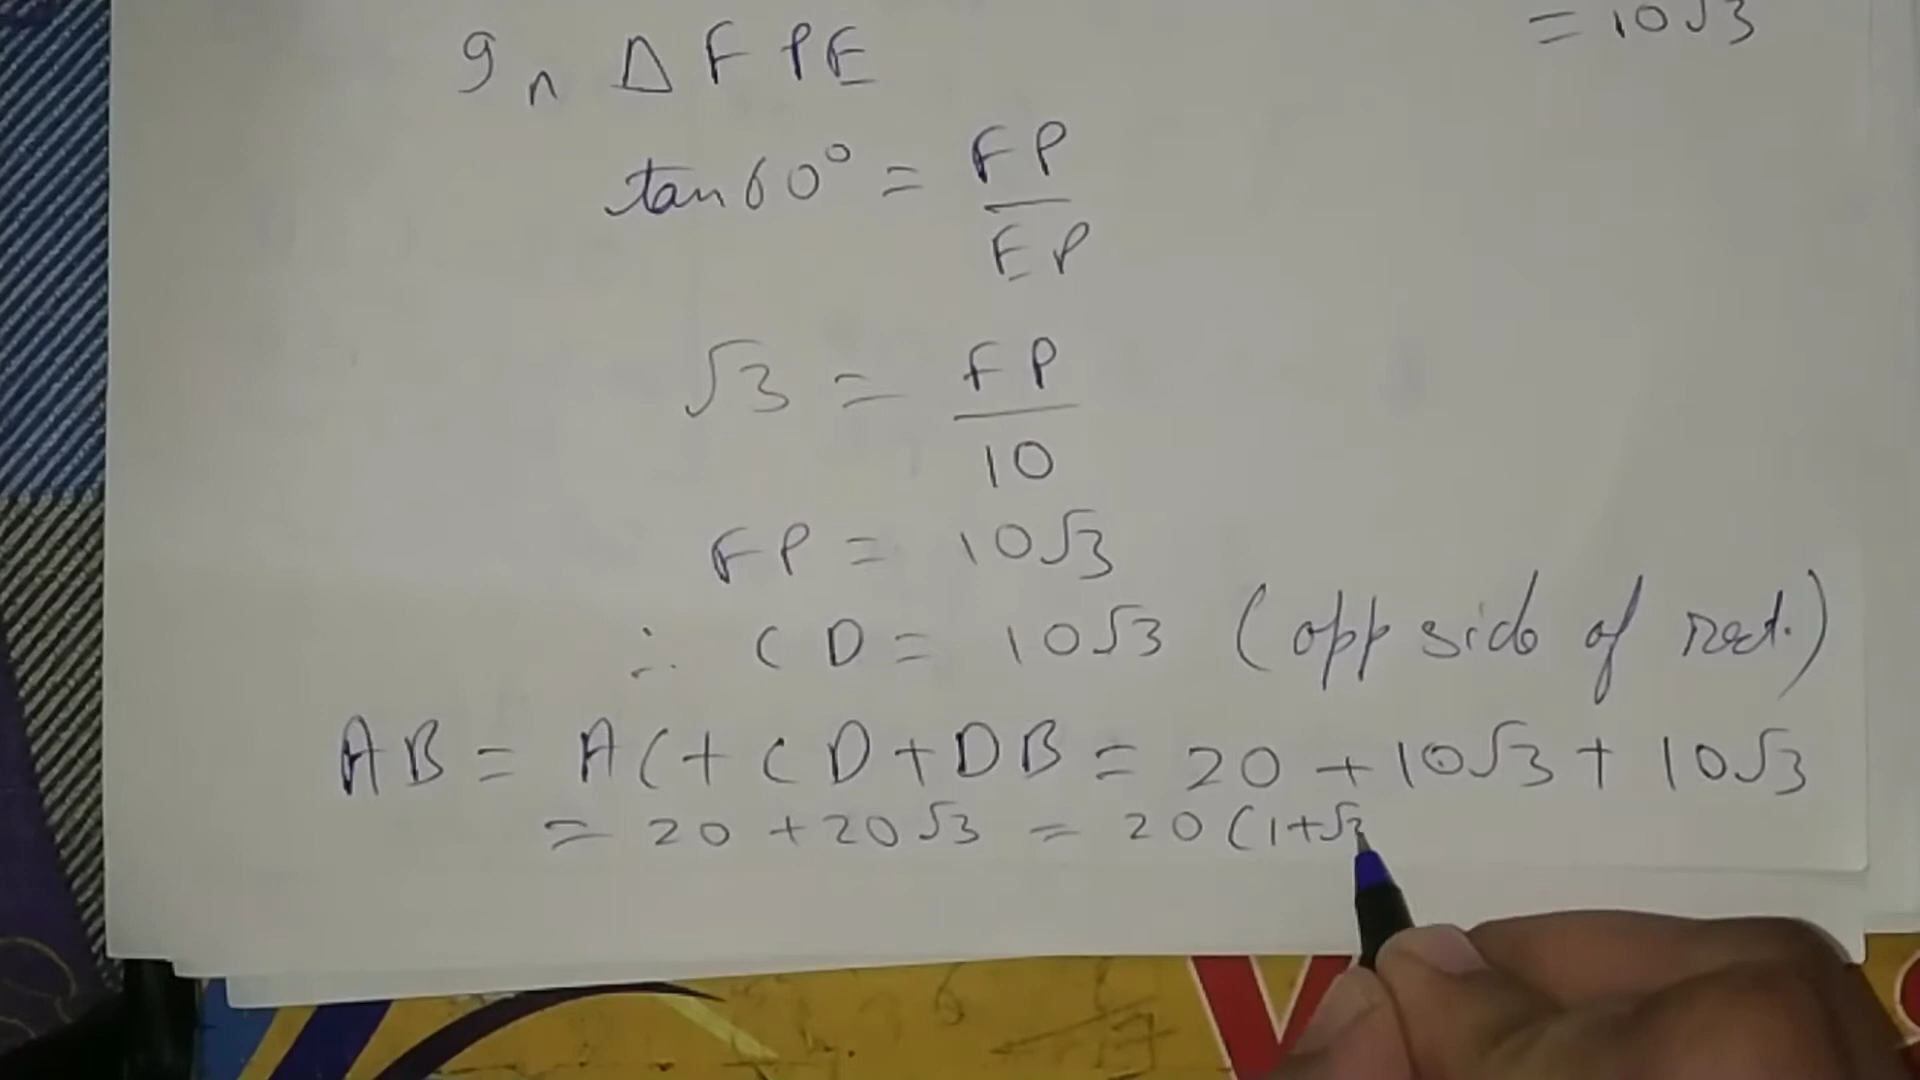 = 10√3
In Δ FPE
tan 60° = FP/EP
√3 = FP/10
FP = 10√3
∴ CD = 10√3 (opp side of rect.)
AB = AC + CD + DB = 20 + 10√3 + 10√3
= 20 + 20√3 = 20 (1+√3